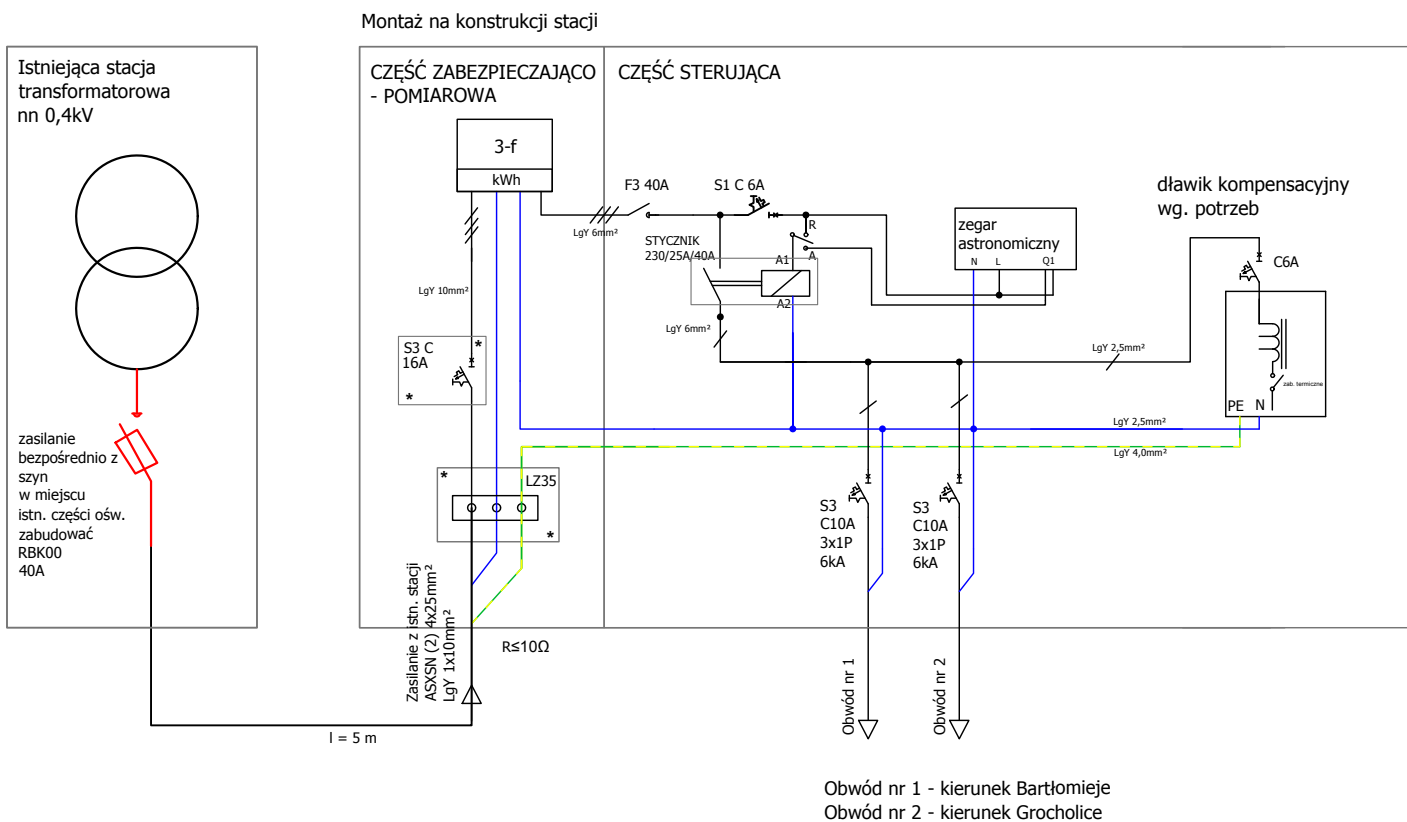 Montaż na konstrukcji stacji
Istniejąca stacja
transformatorowa
nn 0,4kV
zasilanie
bezpośrednio z
szyn
w miejscu
istn. części ośw.
zabudować
RBK00
40A
l = 5 m
CZĘŚĆ ZABEZPIECZAJĄCO
- POMIAROWA
3-f
kWh
LgY 10mm²
S3 C
16A
*
*
*
LZ35
*
Zasilanie z istn. stacji
ASXSN (2) 4x25mm²
LgY 1x10mm²
R≤10Ω
CZĘŚĆ STERUJĄCA
F3 40A
LgY 6mm²
S1 C 6A
STYCZNIK
230/25A/40A
R
A
A1
A2
LgY 6mm²
zegar
astronomiczny
N L Q1
dławik kompensacyjny
wg. potrzeb
C6A
LgY 2,5mm²
zab. termiczne
PE N
LgY 2,5mm²
LgY 4,0mm²
S3
C10A
3x1P
6kA
S3
C10A
3x1P
6kA
Obwód nr 1
Obwód nr 2
Obwód nr 1 - kierunek Bartłomieje
Obwód nr 2 - kierunek Grocholice